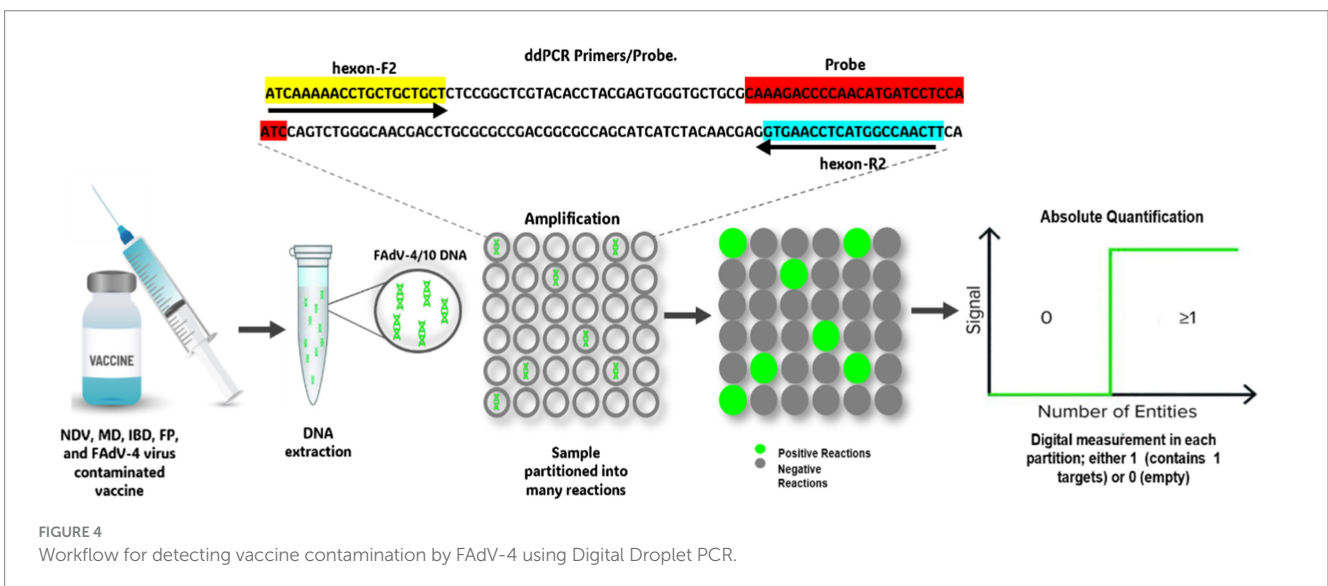 ddPCR Primers/Probe.
hexon-F2
Probe
ATCAAAAACCTGCTGCTGCTCTCCGGCTCGTACACCTACGAGTGGGTGCTGCGCAAAGACCCCAACATGATCCTCCA
ATCCAGTCTGGGCAACGACCTGCGCGCCGACGGCGCCAGCATCATCTACAACGAGGTGAACCTCATGGCCAACTTCA
hexon-R2
VACCINE
NDV, MD, IBD, FP,
and FAdV-4 virus
contaminated
vaccine
DNA
extraction
FAdV-4/10 DNA
Amplification
Sample
partitioned into
many reactions
Positive Reactions
Negative
Reactions
Absolute Quantification
Signal
0
≥1
Number of Entities
Digital measurement in each
partition; either 1 (contains 1
targets) or 0 (empty)
FIGURE 4
Workflow for detecting vaccine contamination by FAdV-4 using Digital Droplet PCR.